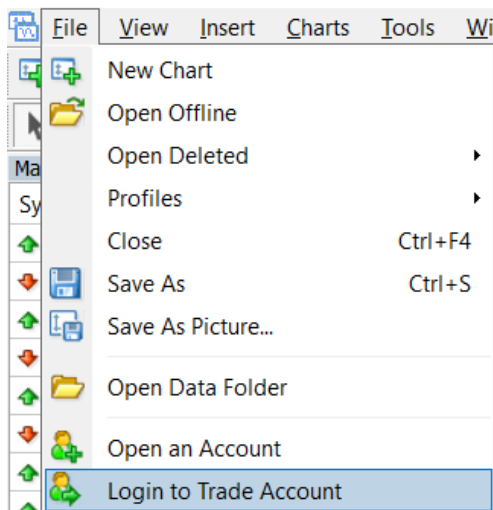 File View Insert Charts Tools Wi
New Chart
Open Offline
Ma
Open Deleted
Sy
Profiles
Close Ctrl+F4
Save As Ctrl+S
Save As Picture...
Open Data Folder
Open an Account
Login to Trade Account